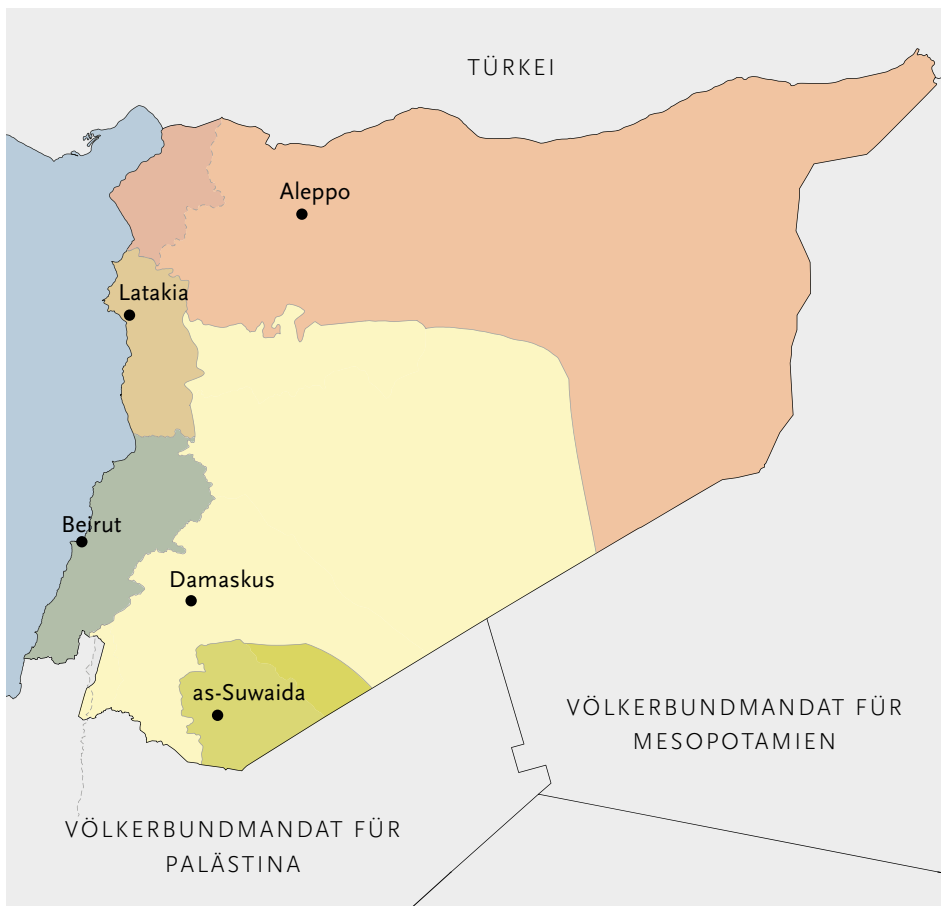 TÜRKEI
Aleppo
Latakia
Beirut
Damaskus
as-Suwaida
VÖLKERBUNDMANDAT FÜR
MESOPOTAMIEN
VÖLKERBUNDMANDAT FÜR
PALÄSTINA